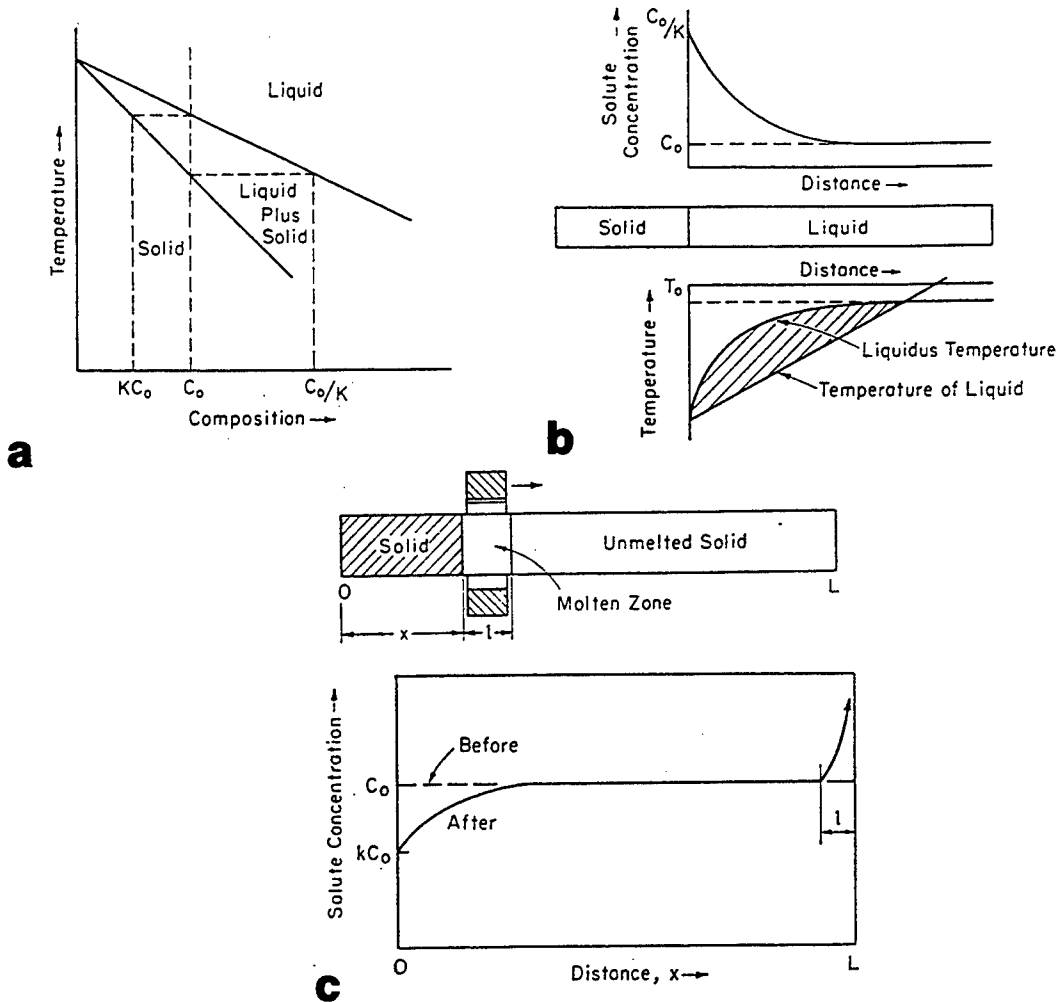 Temperature →
Liquid
Liquid
Plus
Solid
Solid
KC₀
C₀
C₀/K
Composition →
a
Solute
Concentration →
C₀/K
C₀
Distance →
Solid
Liquid
Distance →
T₀
Temperature →
Liquidus Temperature
Temperature of Liquid
b
Solid
Unmelted Solid
O
L
Molten Zone
x
l
Solute Concentration →
Before
C₀
After
kC₀
l
O
L
Distance, x →
c